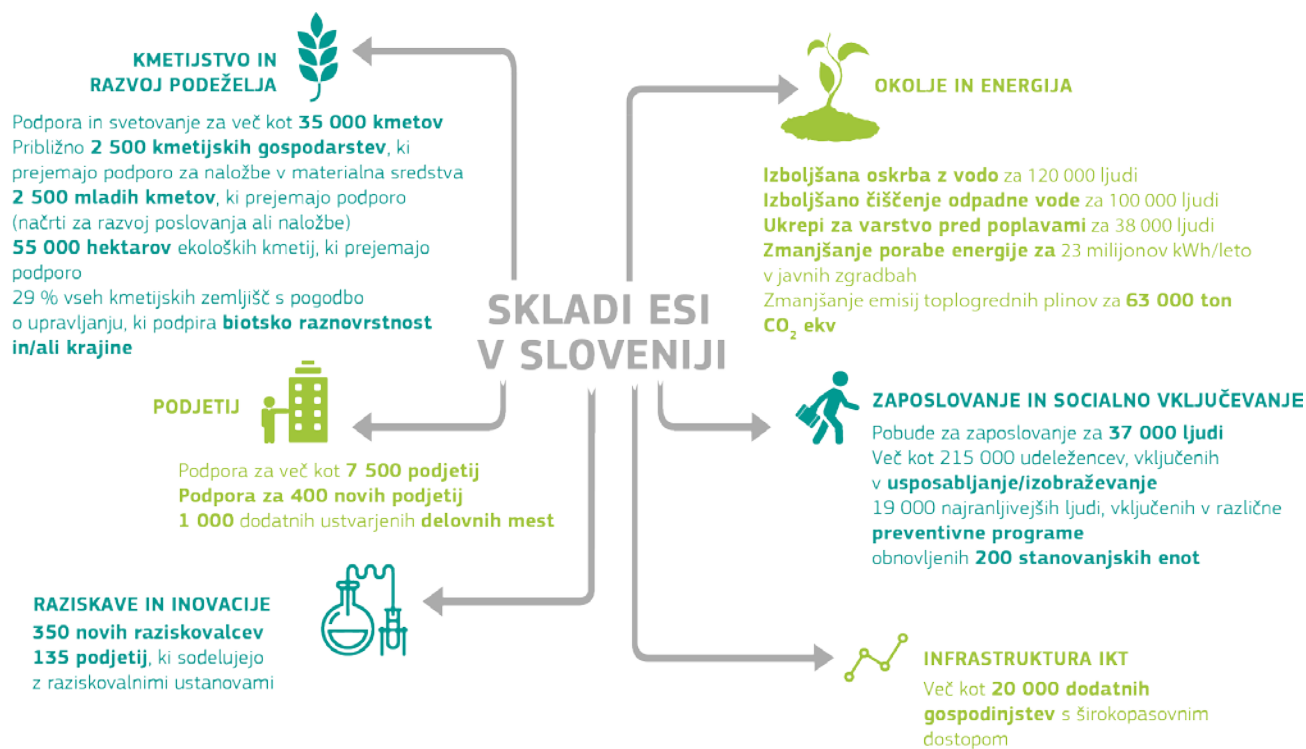 KMETIJSTVO IN
RAZVOJ PODEŽELJA
Podpora in svetovanje za več kot 35 000 kmetov
Približno 2 500 kmetijskih gospodarstev, ki
prejemajo podporo za naložbe v materialna sredstva
2 500 mladih kmetov, ki prejemajo podporo
(načrti za razvoj poslovanja ali naložbe)
55 000 hektarov ekoloških kmetij, ki prejemajo
podporo
29 % vseh kmetijskih zemljišč s pogodbo
o upravljanju, ki podpira biotsko raznovrstnost
in/ali krajine
OKOLJE IN ENERGIJA
Izboljšana oskrba z vodo za 120 000 ljudi
Izboljšano čiščenje odpadne vode za 100 000 ljudi
Ukrepi za varstvo pred poplavami za 38 000 ljudi
Zmanjšanje porabe energije za 23 milijonov kWh/leto
v javnih zgradbah
Zmanjšanje emisij toplogrednih plinov za 63 000 ton
CO₂ ekv
SKLADI ESI
V SLOVENIJI
PODJETIJ
Podpora za več kot 7 500 podjetij
Podpora za 400 novih podjetij
1 000 dodatnih ustvarjenih delovnih mest
ZAPOSLOVANJE IN SOCIALNO VKLJUČEVANJE
Pobude za zaposlovanje za 37 000 ljudi
Več kot 215 000 udeležencev, vključenih
v usposabljanje/izobraževanje
19 000 najranljivejših ljudi, vključenih v različne
preventivne programe
obnovljenih 200 stanovanjskih enot
RAZISKAVE IN INOVACIJE
350 novih raziskovalcev
135 podjetij, ki sodelujejo
z raziskovalnimi ustanovami
INFRASTRUKTURA IKT
Več kot 20 000 dodatnih
gospodinjstev s širokopasovnim
dostopom